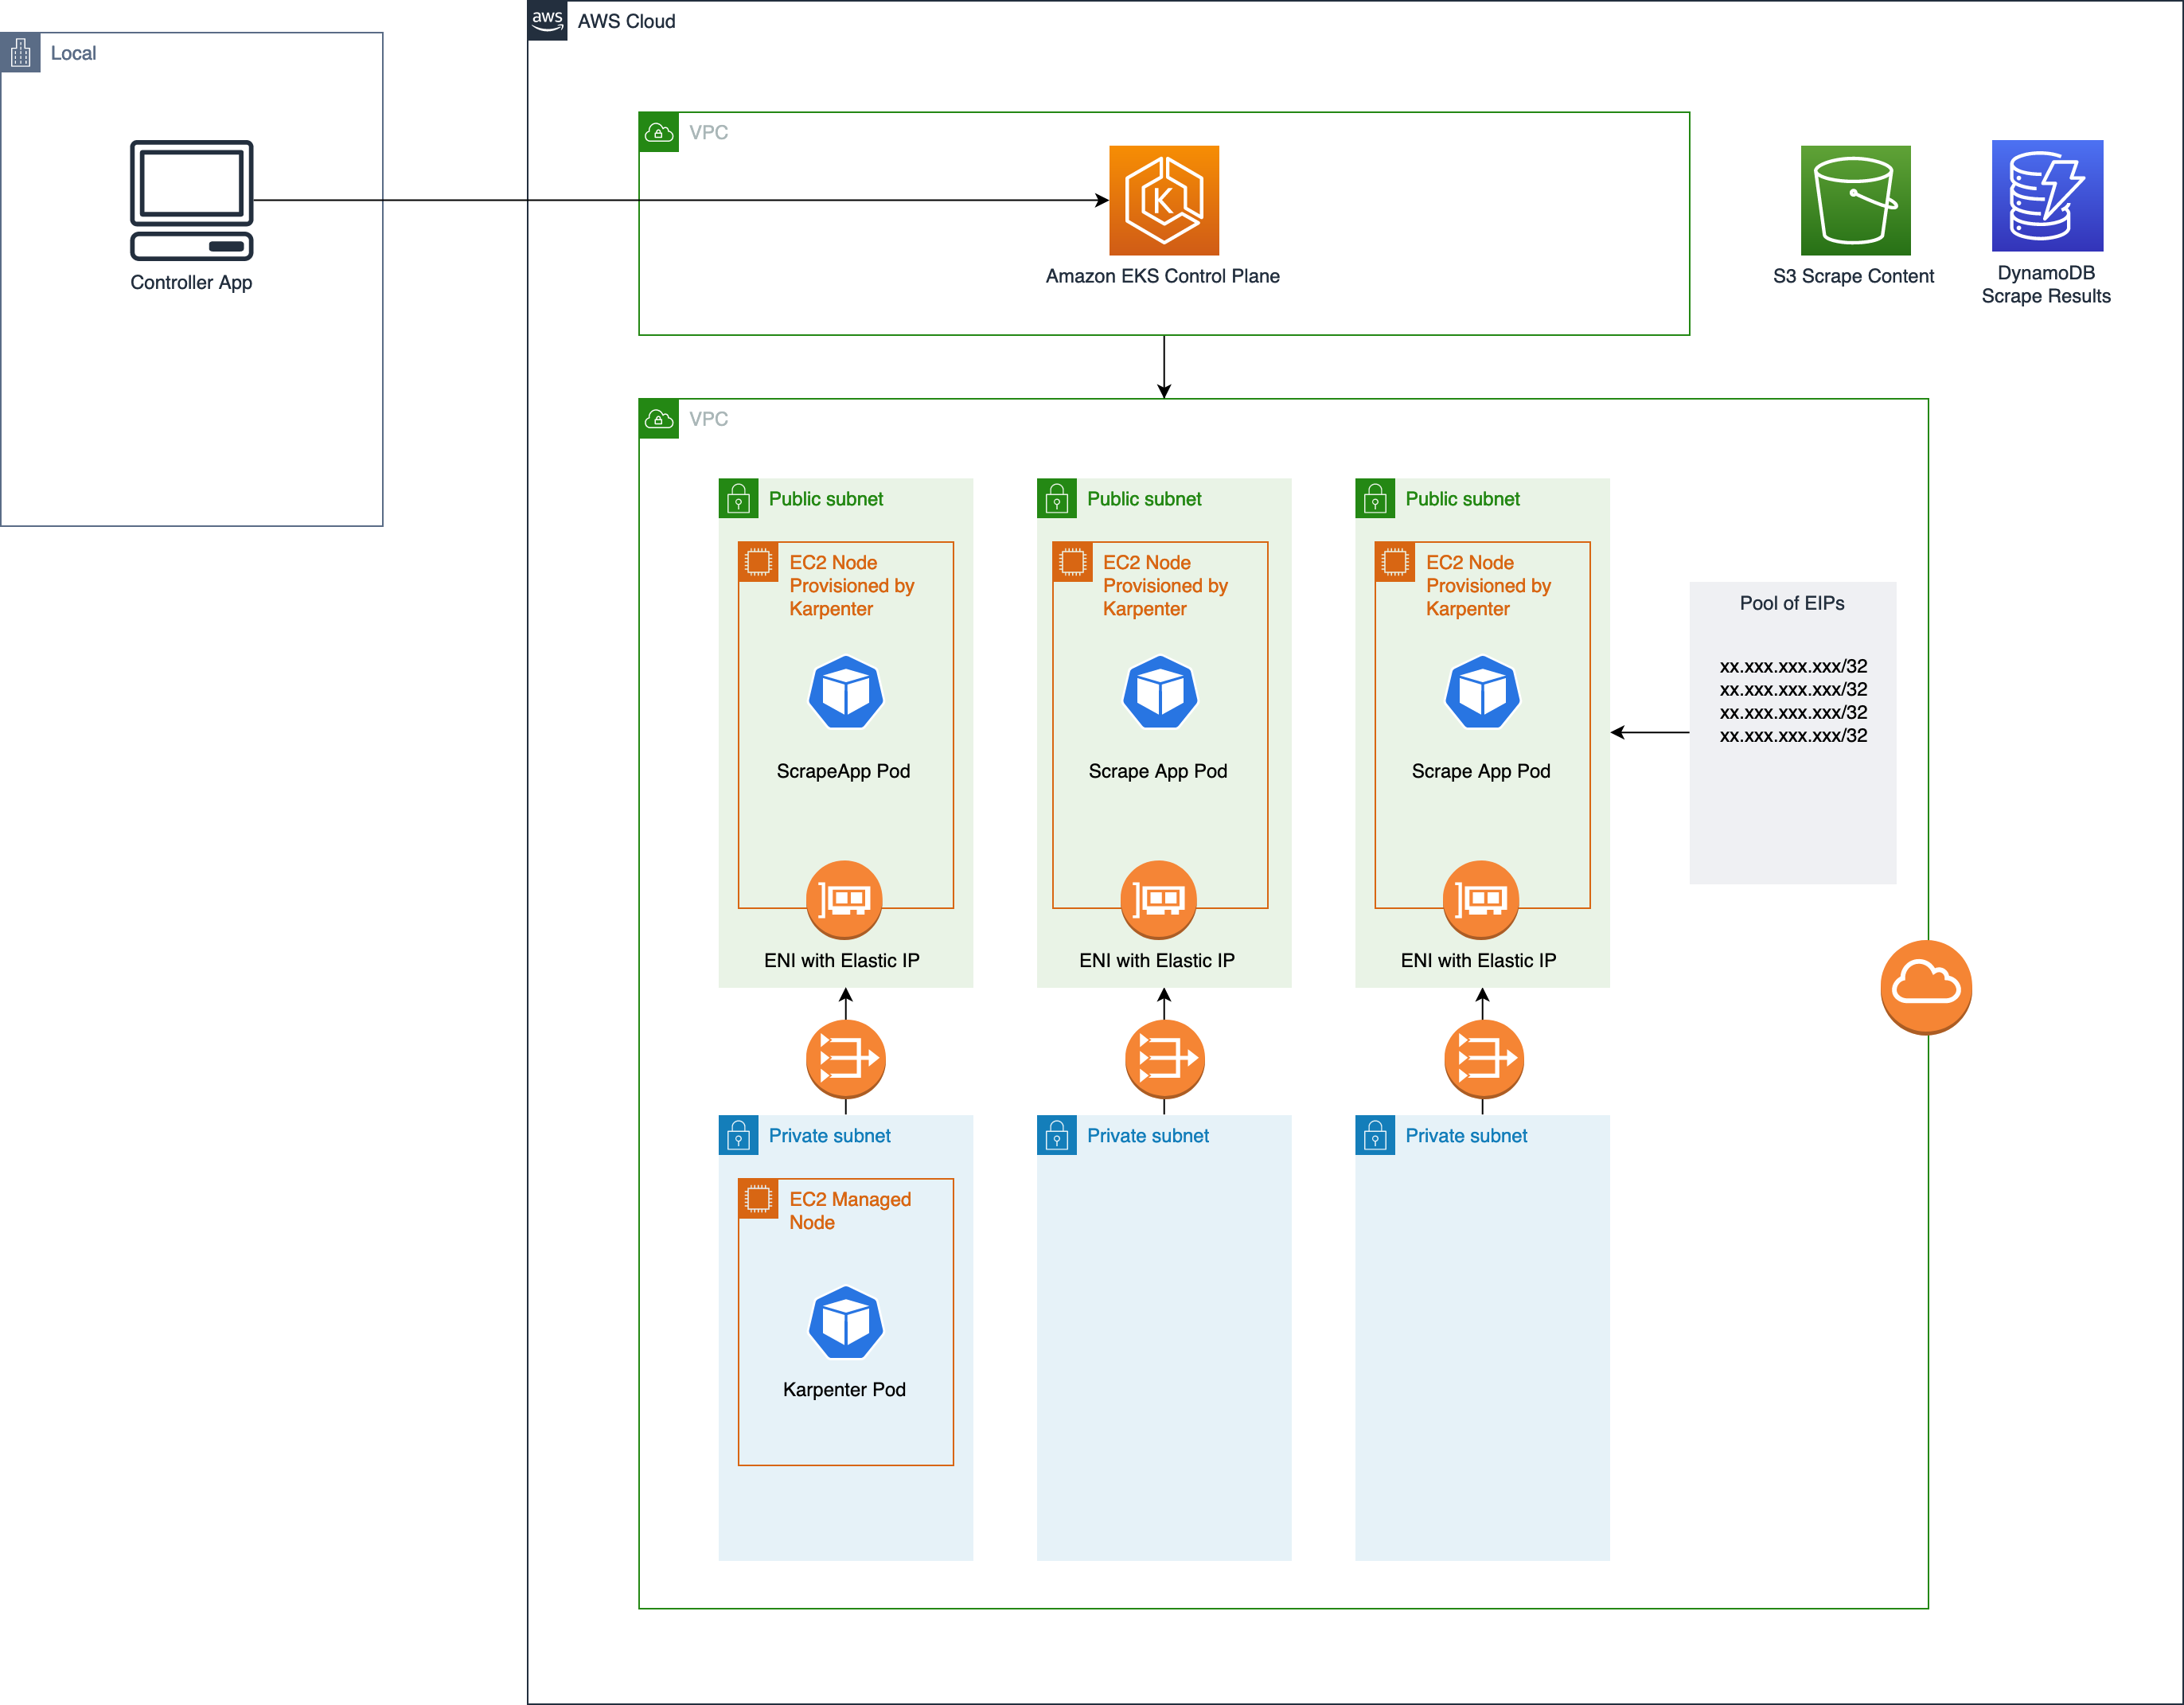 aws
AWS Cloud
Local
Controller App
VPC
K
Amazon EKS Control Plane
S3 Scrape Content
DynamoDB
Scrape Results
VPC
Public subnet
EC2 Node
Provisioned by
Karpenter
ScrapeApp Pod
ENI with Elastic IP
Public subnet
EC2 Node
Provisioned by
Karpenter
Scrape App Pod
ENI with Elastic IP
Public subnet
EC2 Node
Provisioned by
Karpenter
Scrape App Pod
ENI with Elastic IP
Pool of EIPs
xx.xxx.xxx.xxx/32
xx.xxx.xxx.xxx/32
xx.xxx.xxx.xxx/32
xx.xxx.xxx.xxx/32
Private subnet
EC2 Managed
Node
Karpenter Pod
Private subnet
Private subnet